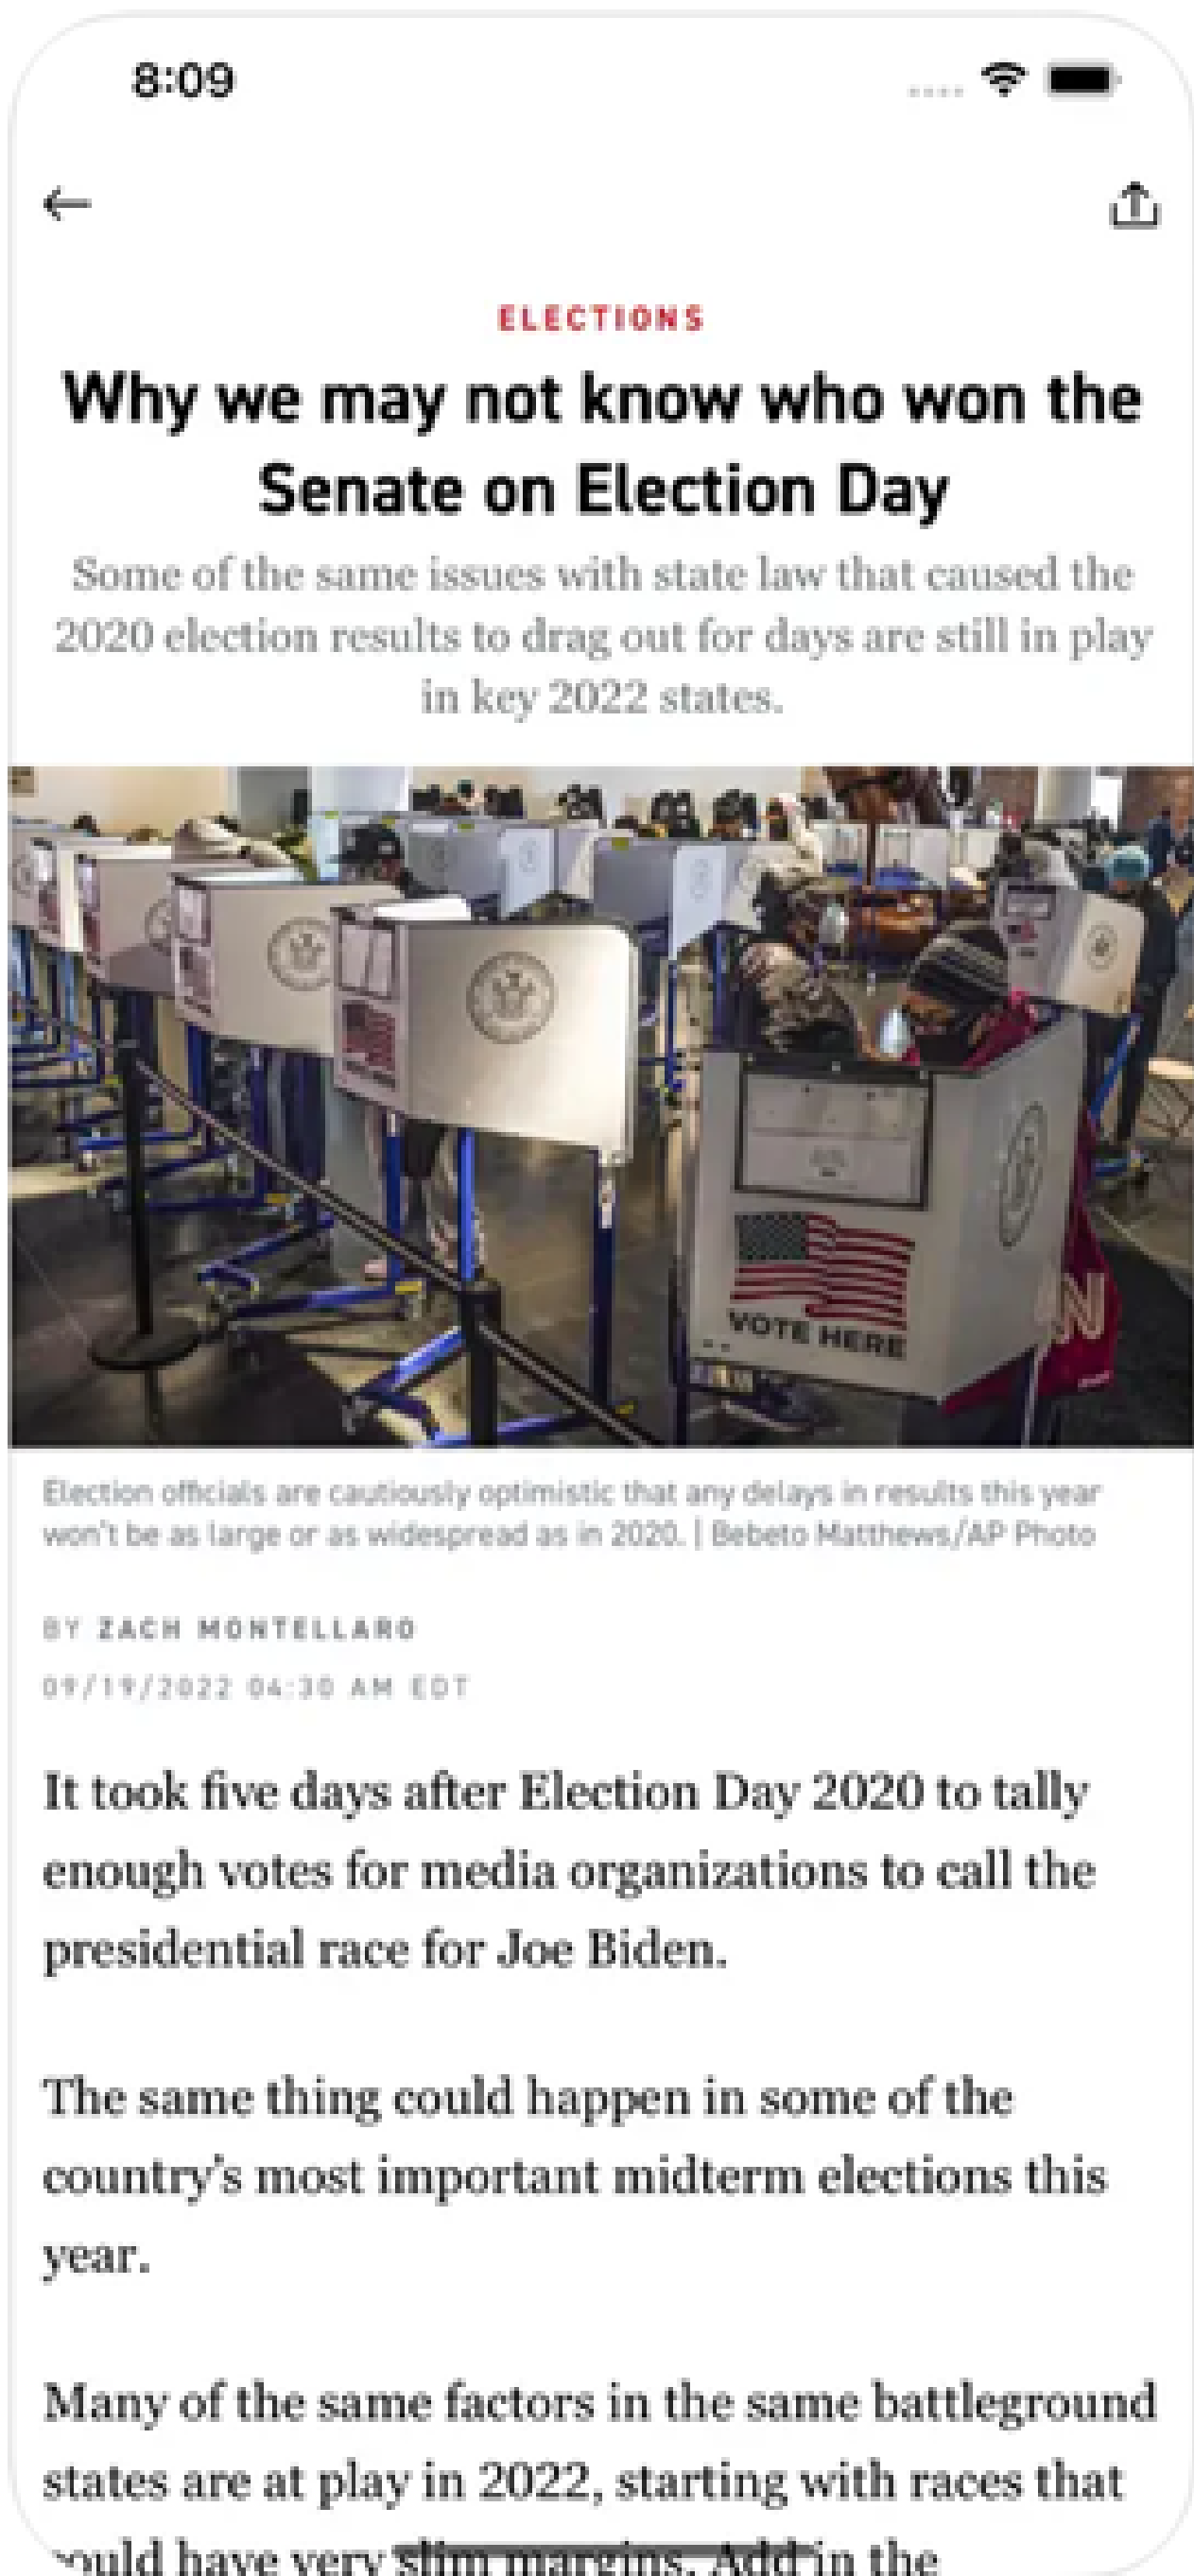 8:09
ELECTIONS
Why we may not know who won the
Senate on Election Day
Some of the same issues with state law that caused the
2020 election results to drag out for days are still in play
in key 2022 states.
VOTE HERE
N
Election officials are cautiously optimistic that any delays in results this year
won't be as large or as widespread as in 2020. | Bebeto Matthews/AP Photo
BY ZACH MONTELLARO
09/19/2022 04:30 AM EDT
It took five days after Election Day 2020 to tally
enough votes for media organizations to call the
presidential race for Joe Biden.
The same thing could happen in some of the
country's most important midterm elections this
year.
Many of the same factors in the same battleground
states are at play in 2022, starting with races that
could have very slim margins. Add in the